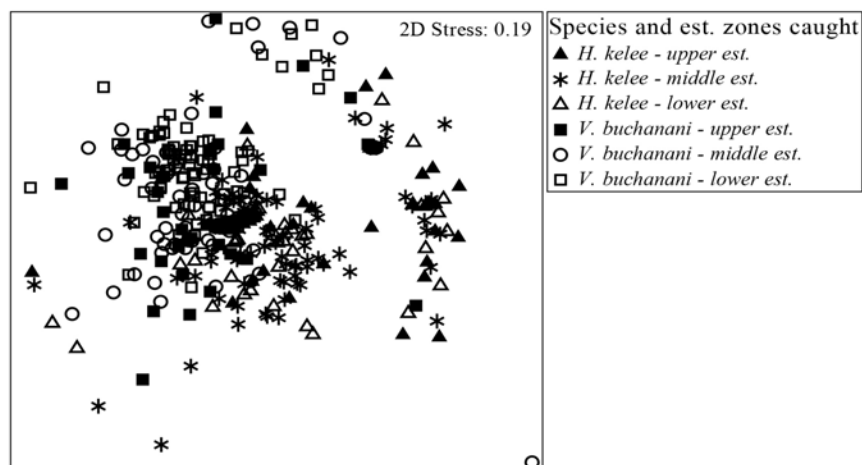 2D Stress: 0.19
Species and est. zones caught
H. kelee - upper est.
H. kelee - middle est.
H. kelee - lower est.
V. buchanani - upper est.
V. buchanani - middle est.
V. buchanani - lower est.